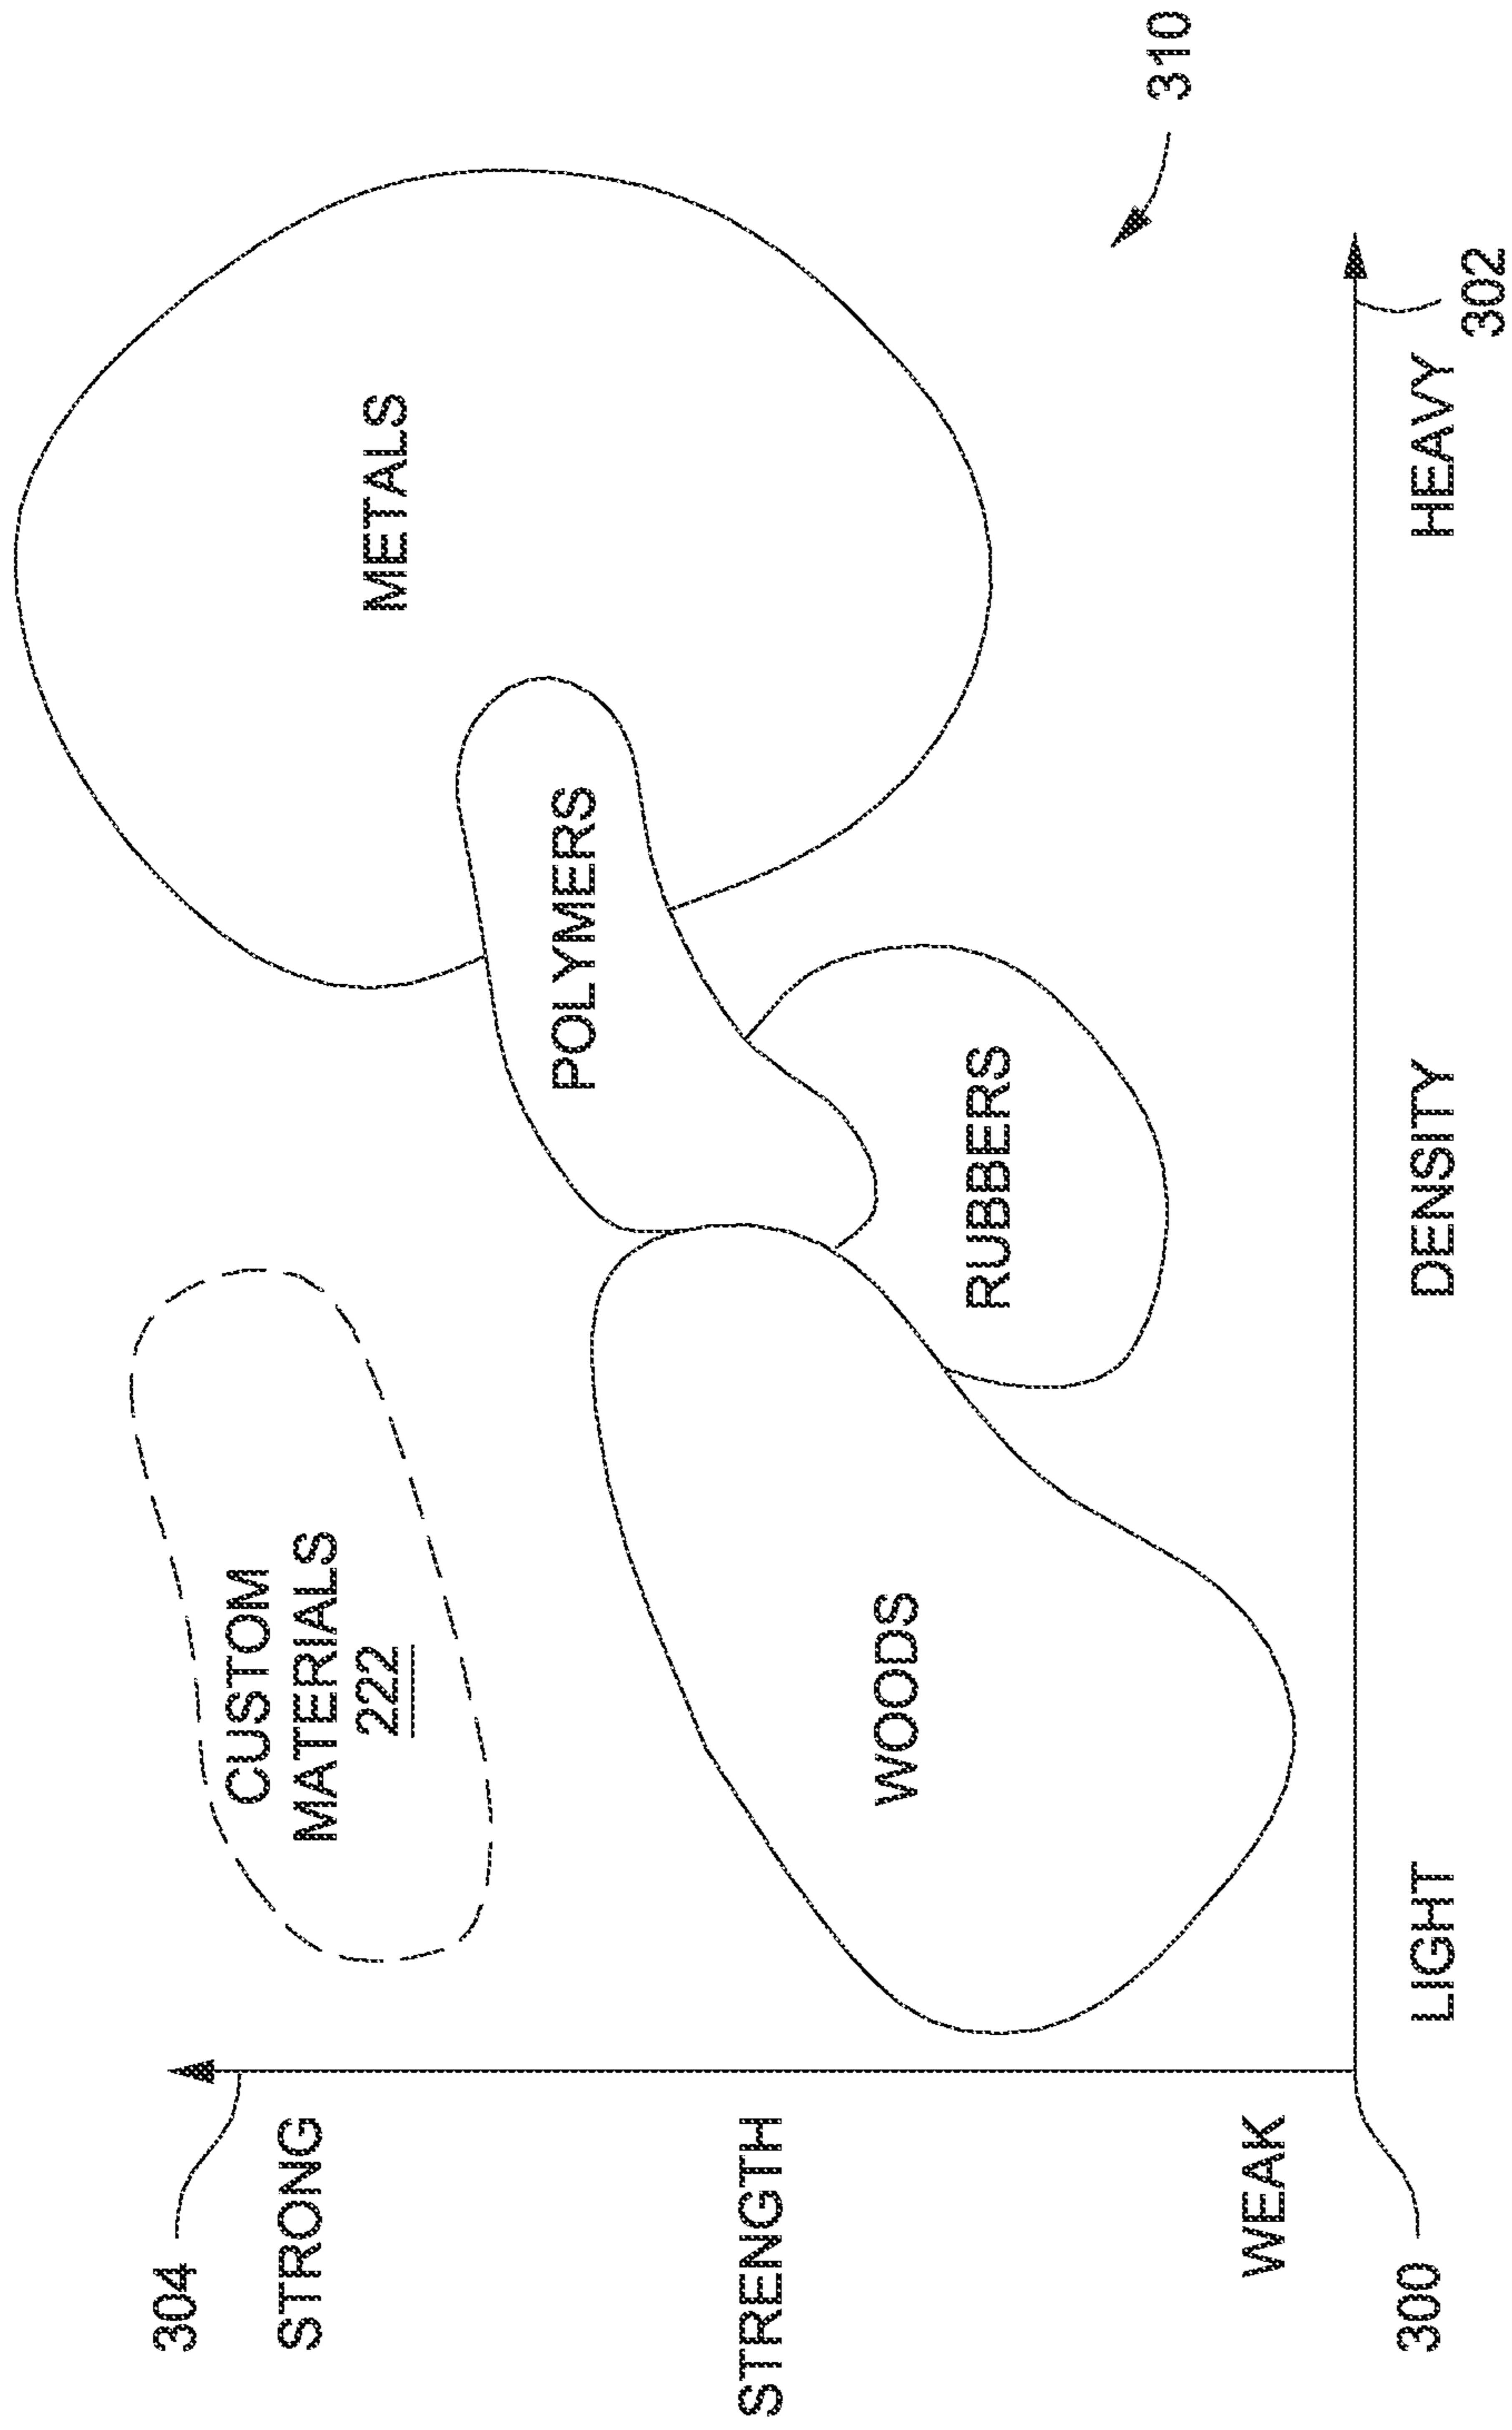 304
STRONG
STRENGTH
WEAK
300
CUSTOM
MATERIALS
222
METALS
POLYMERS
WOODS
RUBBERS
310
LIGHT
DENSITY
HEAVY
302